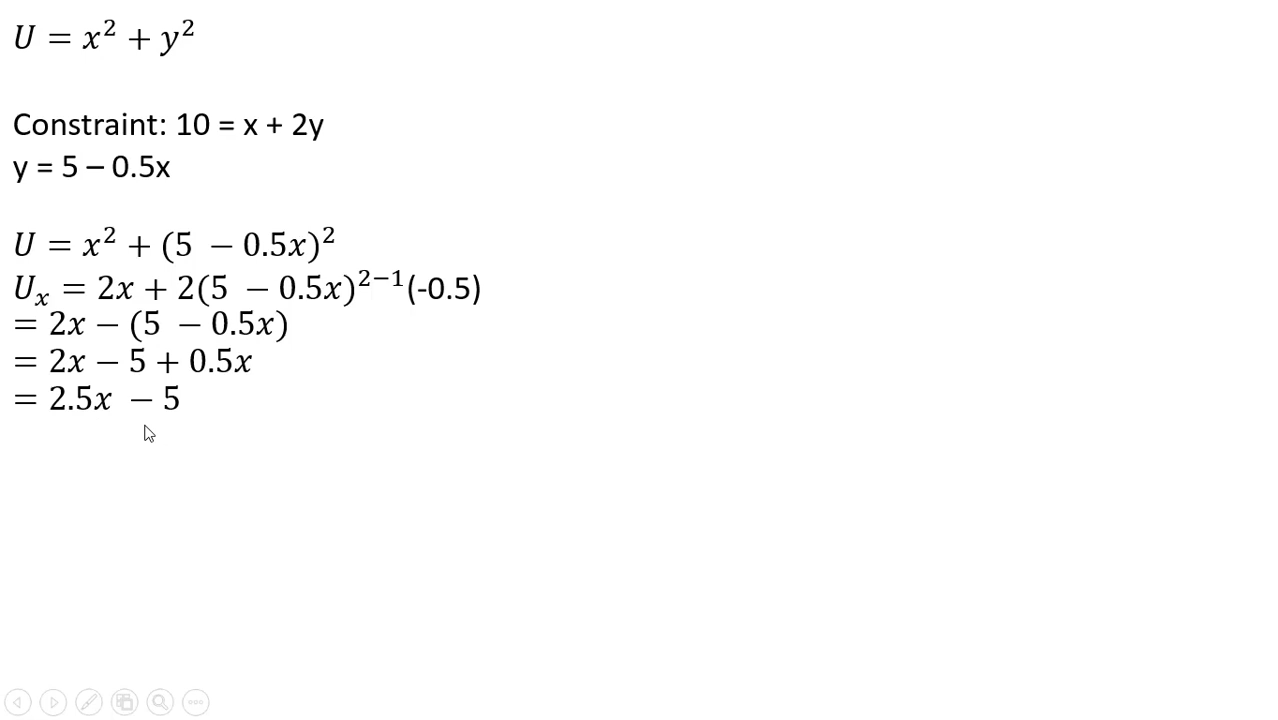 U = x² + y²
Constraint: 10 = x + 2y
y = 5 – 0.5x
U = x² + (5 − 0.5x)²
Uₓ = 2x + 2(5 − 0.5x)²⁻¹(-0.5)
= 2x − (5 − 0.5x)
= 2x − 5 + 0.5x
= 2.5x − 5